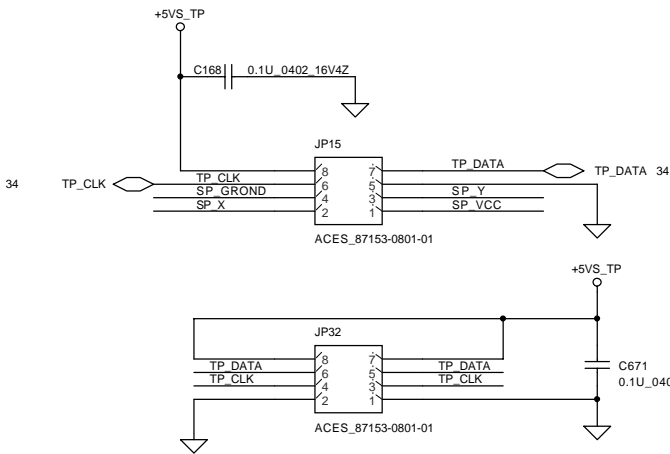 +5VS_TP
C168 0.1U_0402_16V4Z
JP15
8 7 TP_DATA TP_DATA 34
34 TP_CLK TP_CLK 6 5
SP_GROND 4 3 SP_Y
SP_X 2 1 SP_VCC
ACES_87153-0801-01
+5VS_TP
JP32
8 7
TP_DATA 6 5 TP_DATA
TP_CLK 4 3 TP_CLK
2 1
C671
0.1U_040
ACES_87153-0801-01